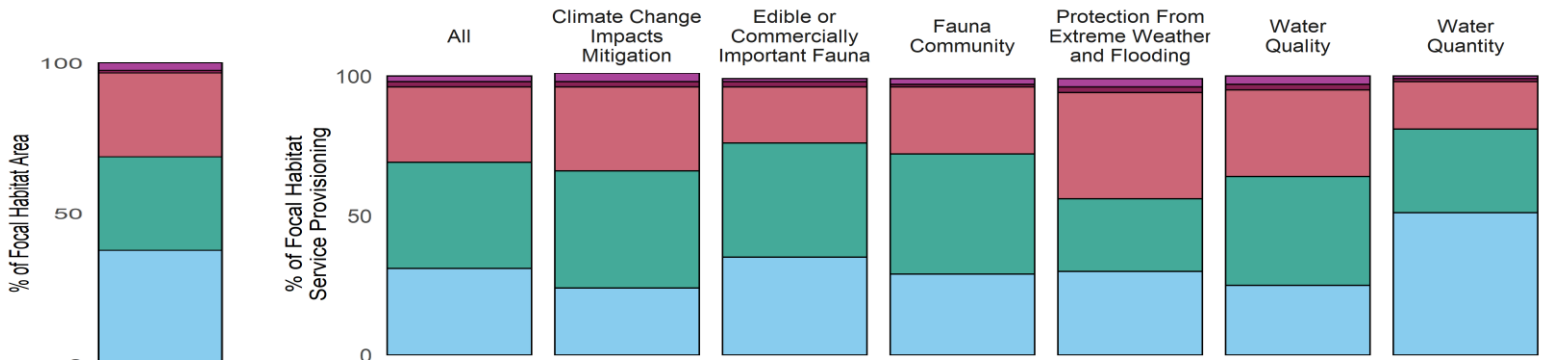 All
Climate Change
Impacts
Mitigation
Edible or
Commercially
Important Fauna
Fauna
Community
Protection From
Extreme Weather
and Flooding
Water
Quality
Water
Quantity
% of Focal Habitat Area
100
50
% of Focal Habitat
Service Provisioning
100
50
0